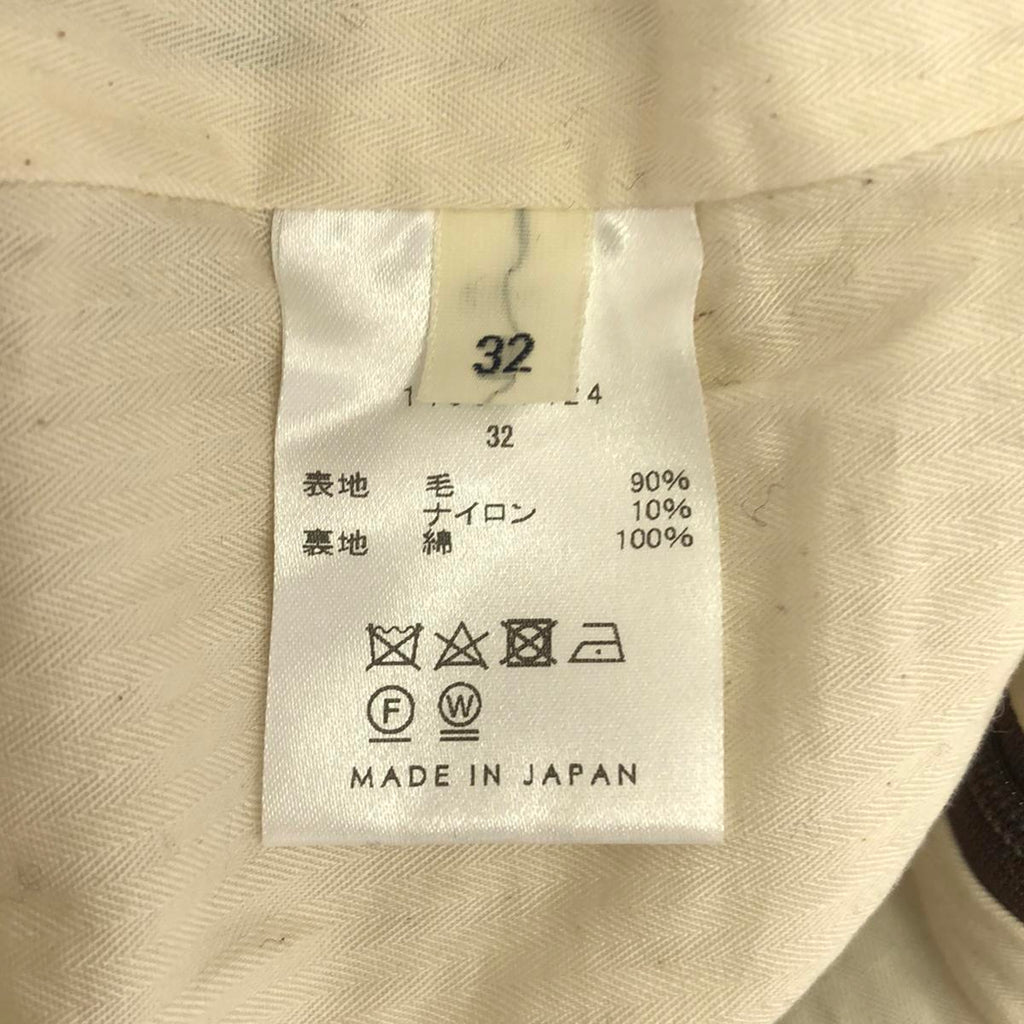 32
32
表地 毛 90%
ナイロン 10%
裏地 綿 100%
F W
MADE IN JAPAN